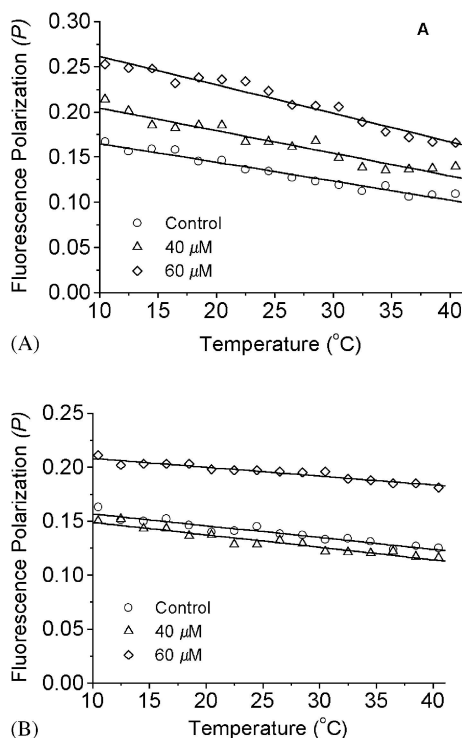 A
Fluorescence Polarization (P)
0.30
0.25
0.20
0.15
0.10
0.05
0.00
Control
40 μM
60 μM
10 15 20 25 30 35 40
(A)
Temperature (°C)
Fluorescence Polarization (P)
0.25
0.20
0.15
0.10
0.05
0.00
Control
40 μM
60 μM
10 15 20 25 30 35 40
(B)
Temperature (°C)